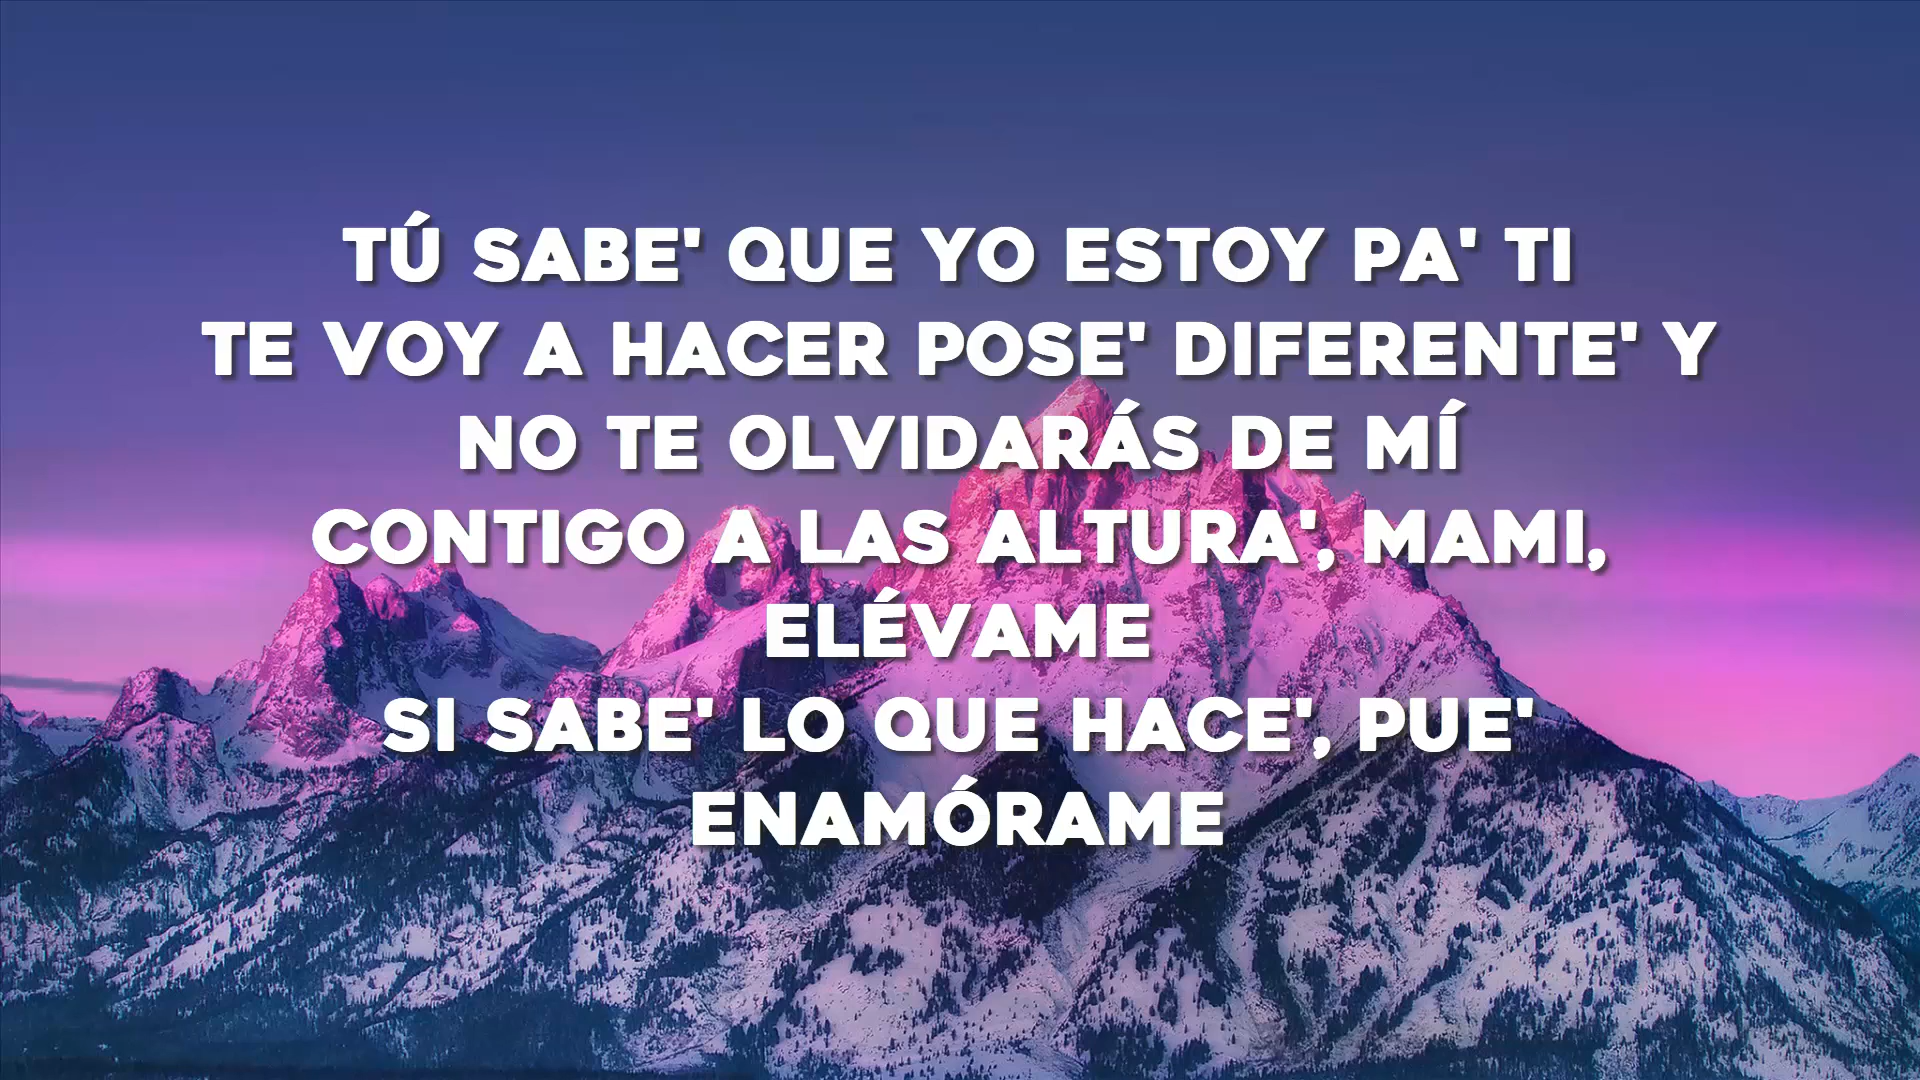 TÚ SABE' QUE YO ESTOY PA' TI
TE VOY A HACER POSE' DIFERENTE' Y
NO TE OLVIDARÁS DE MÍ
CONTIGO A LAS ALTURA', MAMI,
ELÉVAME
SI SABE' LO QUE HACE', PUE'
ENAMÓRAME